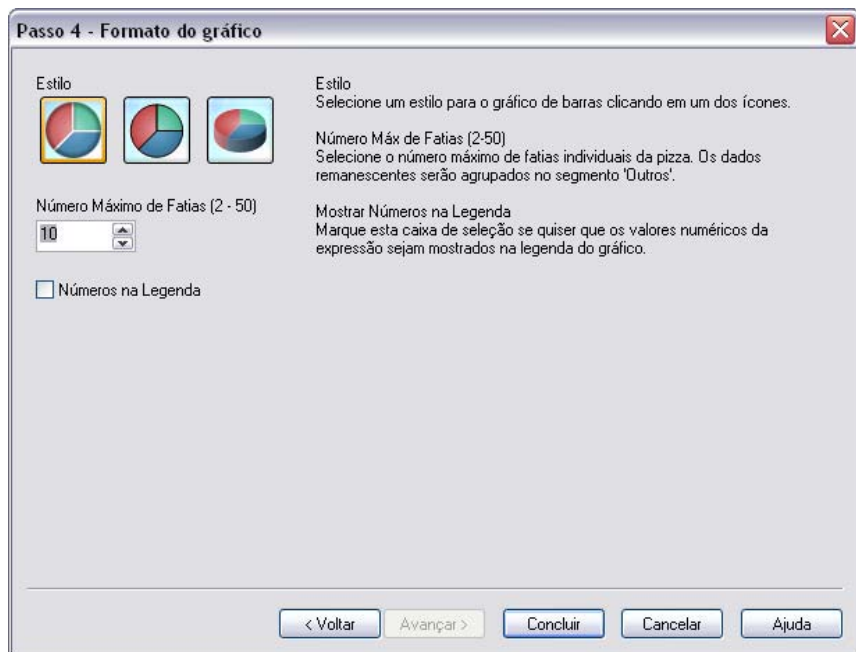 Passo 4 - Formato do gráfico
Estilo
Número Máximo de Fatias (2 - 50)
10
Números na Legenda
Estilo
Selecione um estilo para o gráfico de barras clicando em um dos ícones.
Número Máx de Fatias (2-50)
Selecione o número máximo de fatias individuais da pizza. Os dados
remanescentes serão agrupados no segmento 'Outros'.
Mostrar Números na Legenda
Marque esta caixa de seleção se quiser que os valores numéricos da
expressão sejam mostrados na legenda do gráfico.
< Voltar
Avançar >
Concluir
Cancelar
Ajuda